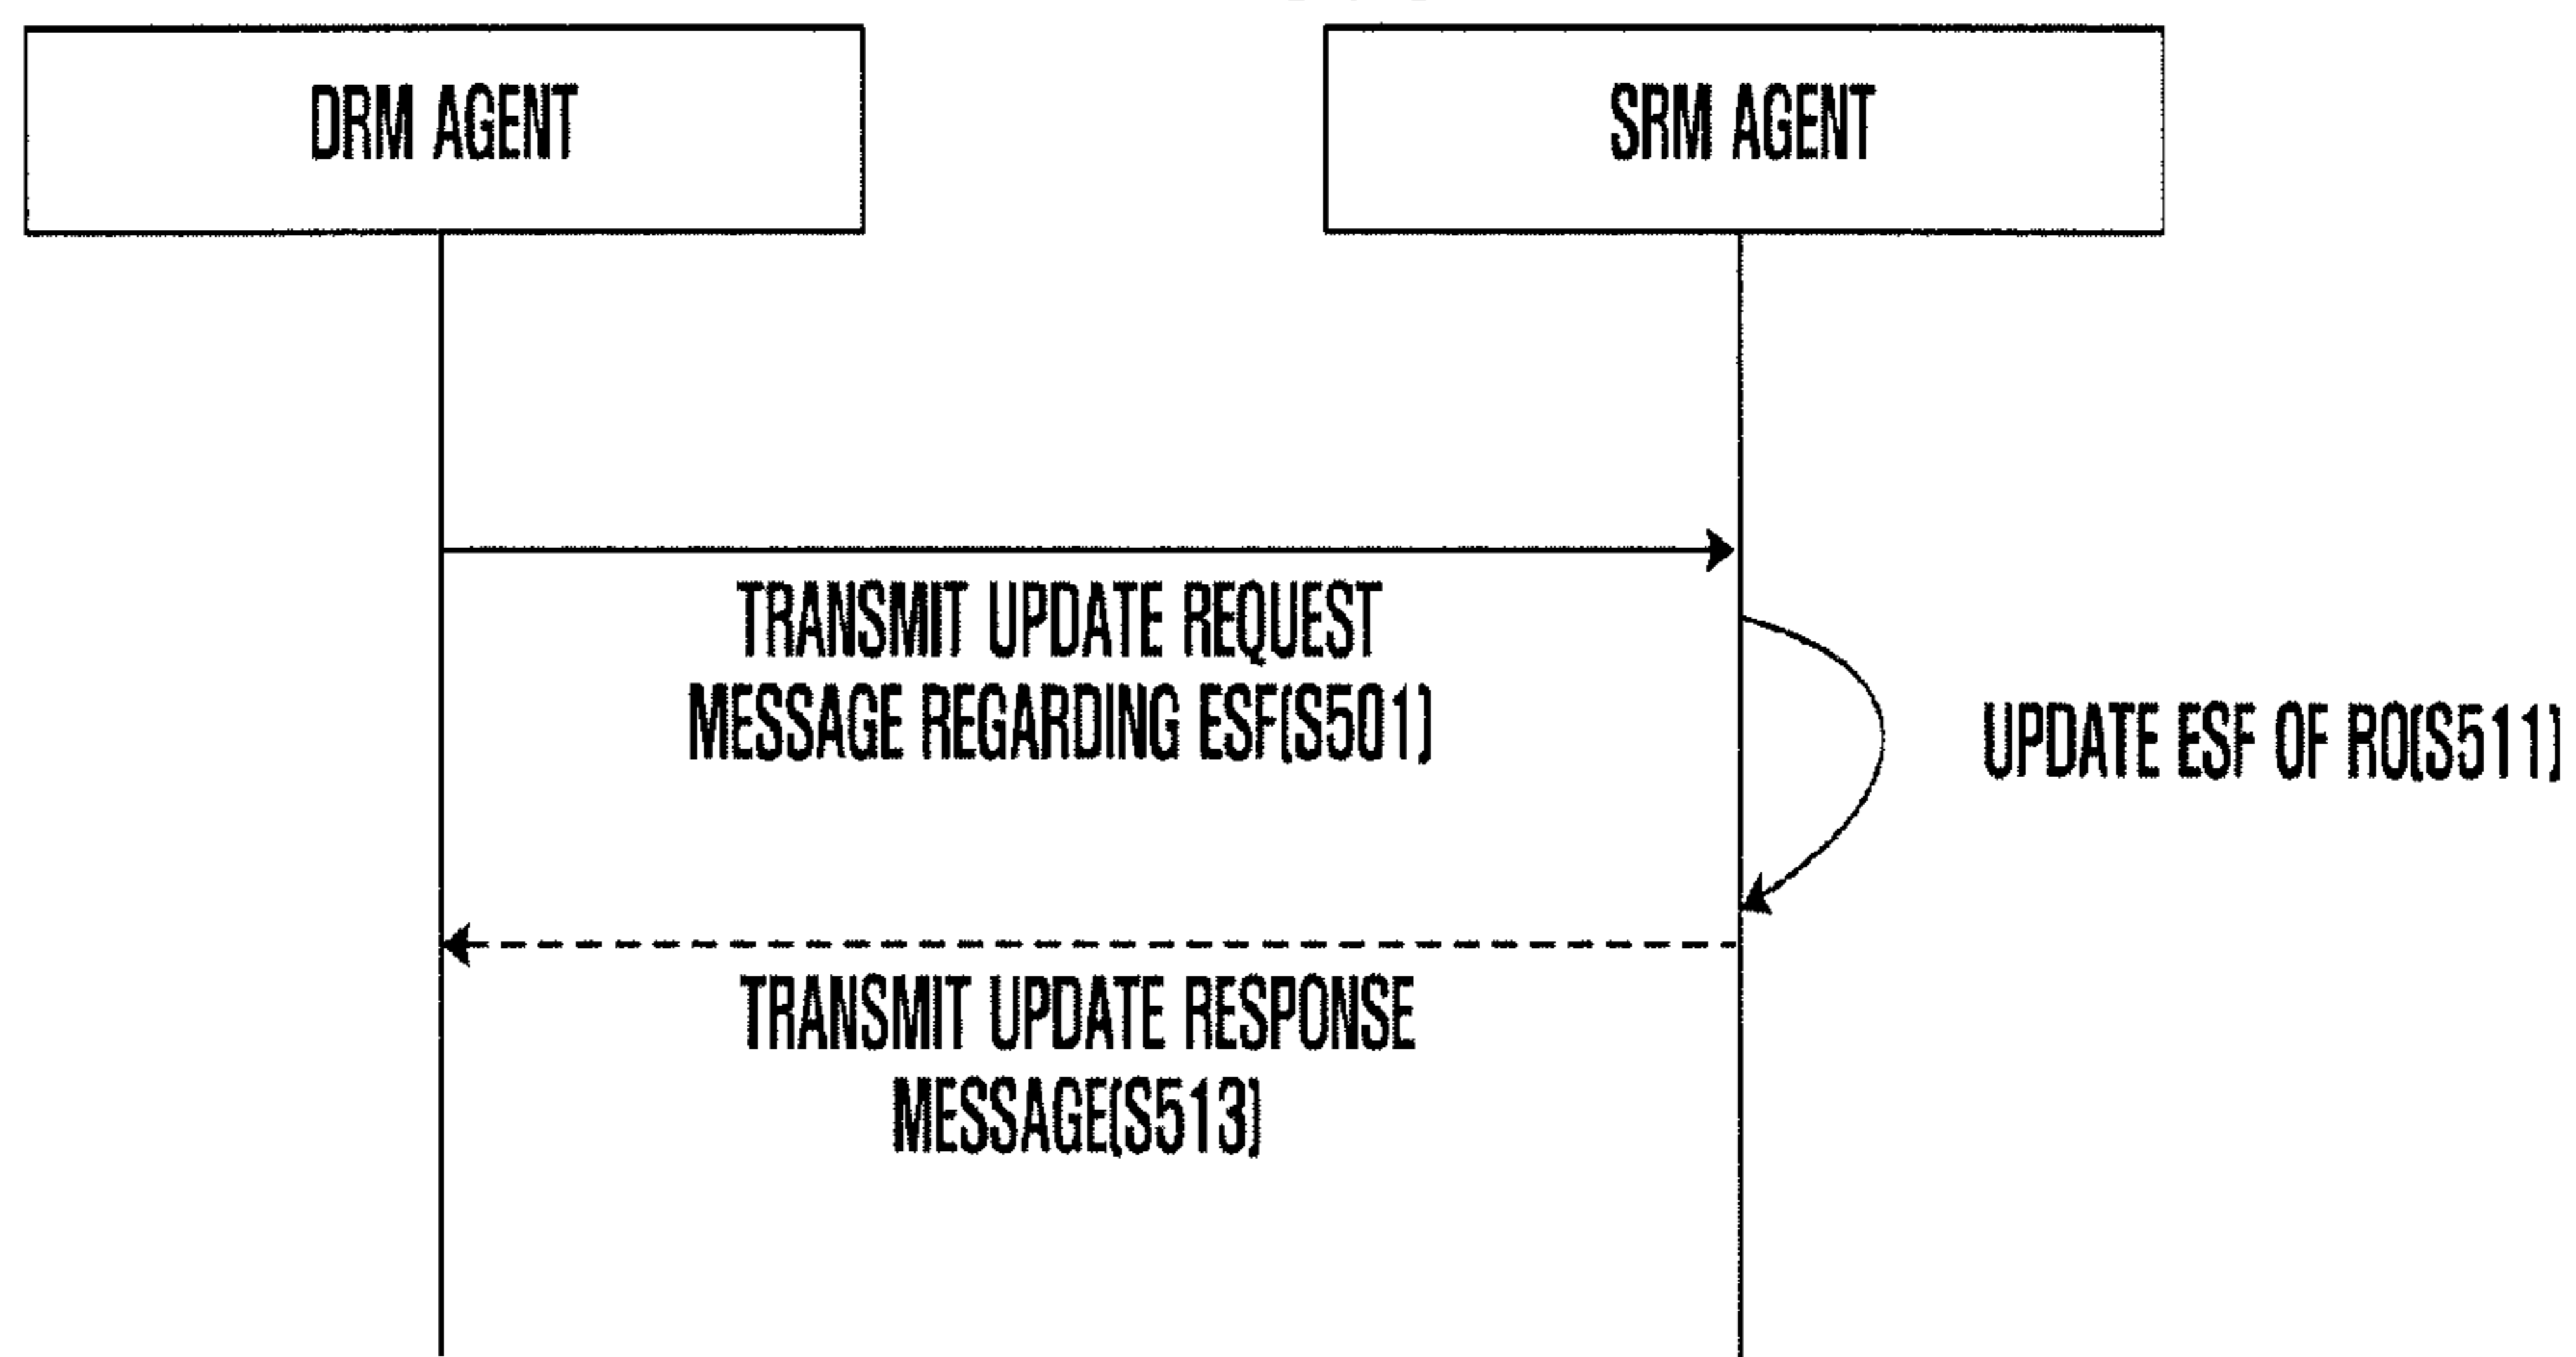 DRM AGENT
SRM AGENT
TRANSMIT UPDATE REQUEST
MESSAGE REGARDING ESF(S501)
UPDATE ESF OF RO(S511)
TRANSMIT UPDATE RESPONSE
MESSAGE(S513)